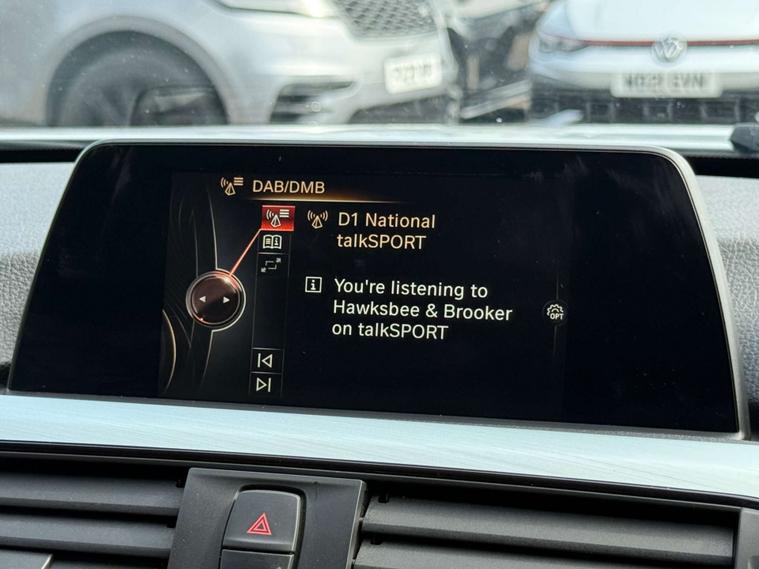 DAB/DMB
D1 National
talkSPORT
You're listening to
Hawksbee & Brooker
on talkSPORT
OPT